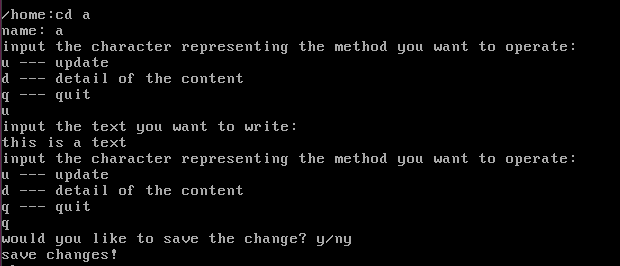 /home:cd a
name: a
input the character representing the method you want to operate:
u --- update
d --- detail of the content
q --- quit
u
input the text you want to write:
this is a text
input the character representing the method you want to operate:
u --- update
d --- detail of the content
q --- quit
q
would you like to save the change? y/ny
save changes!